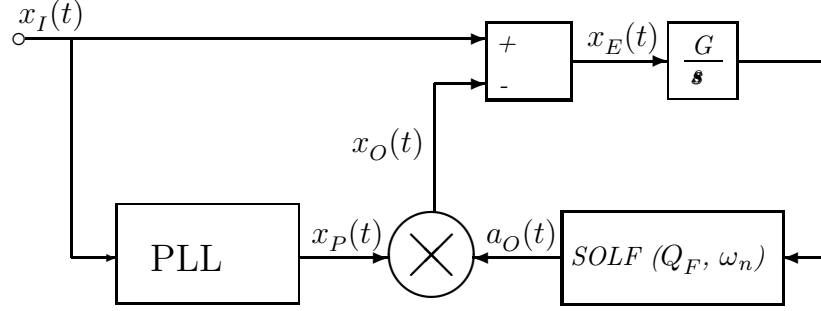 x_I(t)
+
-
x_E(t)
G
s
x_O(t)
PLL
x_P(t)
a_O(t)
SOLF (Q_F, ω_n)